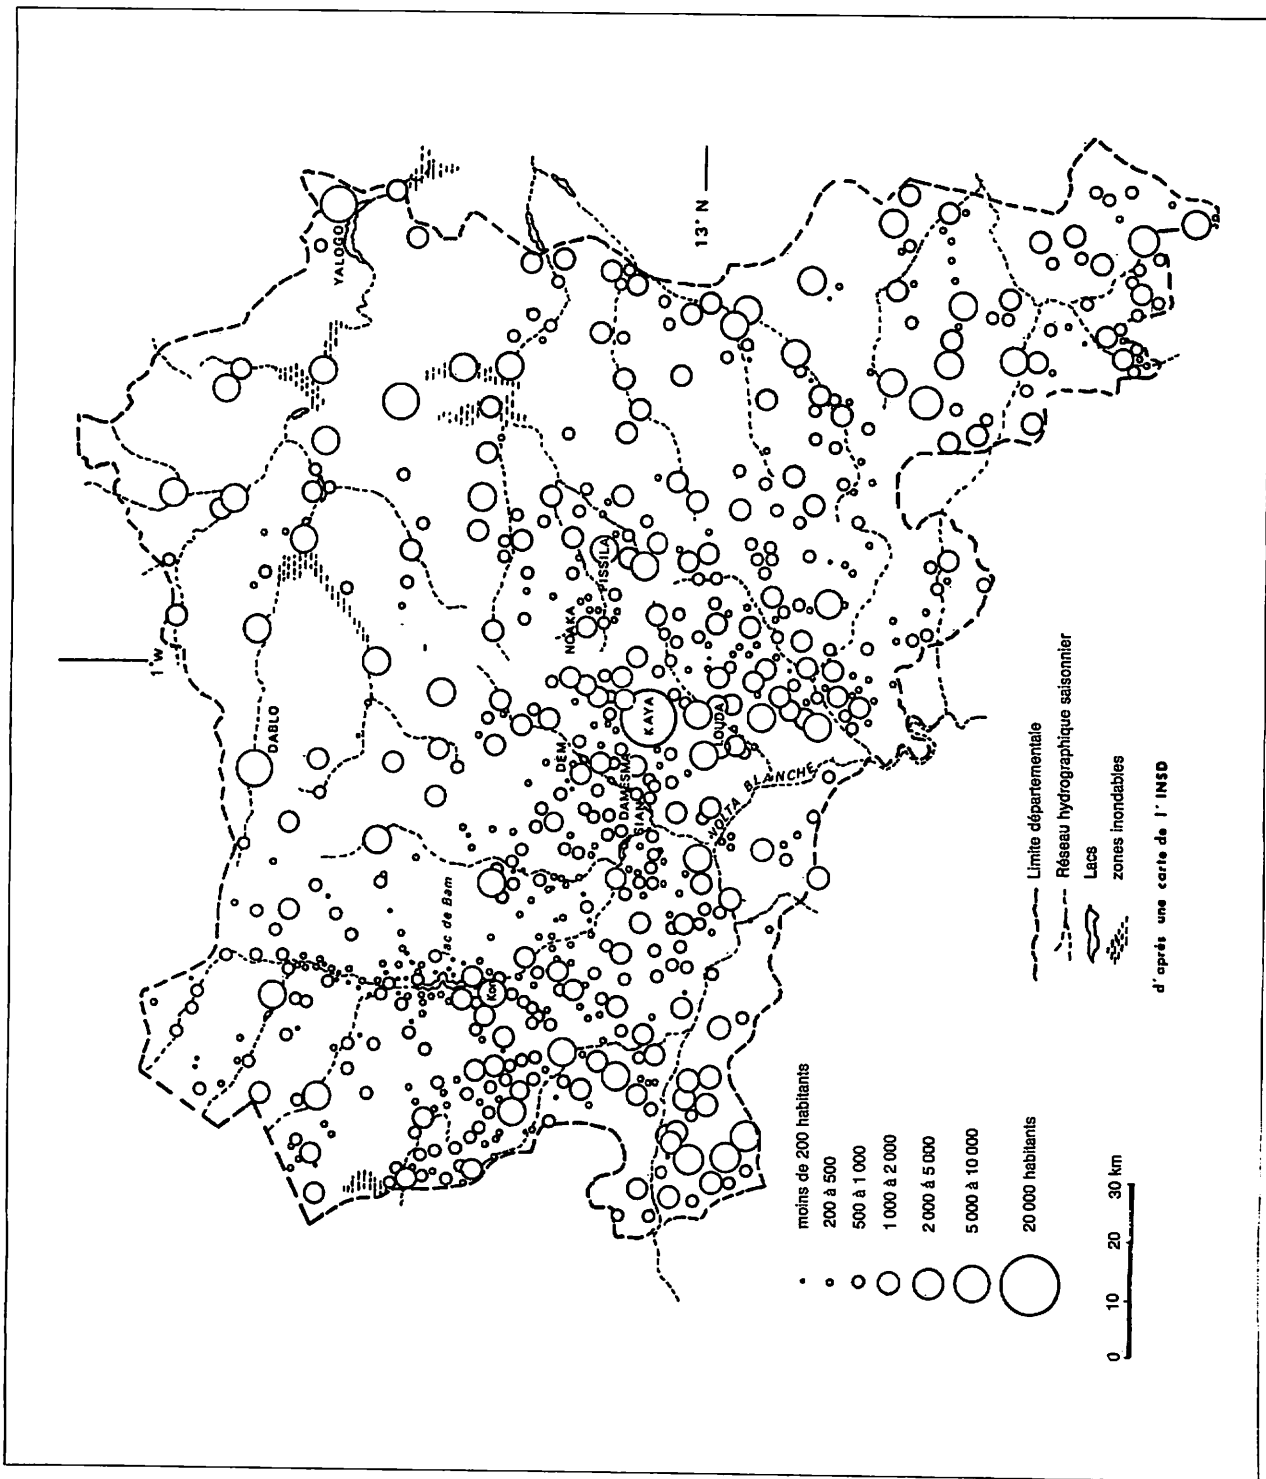 1° W
DABLO
YALOGO
13° N
lac de Bam
DEM
NOAKA
PISSILA
Kon
DAMESMA
SIAN
KAYA
LOUDA
VOLTA BLANCHE
moins de 200 habitants
200 à 500
500 à 1 000
1 000 à 2 000
2 000 à 5 000
5 000 à 10 000
20 000 habitants
0 10 20 30 km
Limite départementale
Réseau hydrographique saisonnier
Lacs
zones inondables
d'après une carte de l'INSD